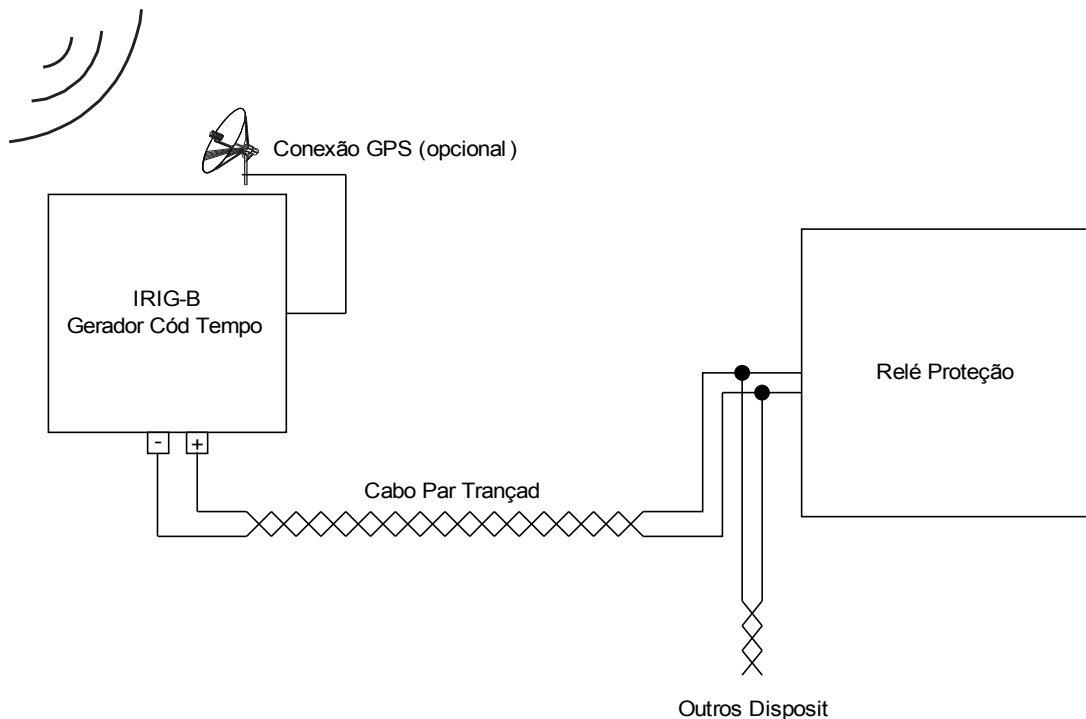 Conexão GPS (opcional)
IRIG-B
Gerador Cód Tempo
Relé Proteção
- +
Cabo Par Trançad
Outros Disposit